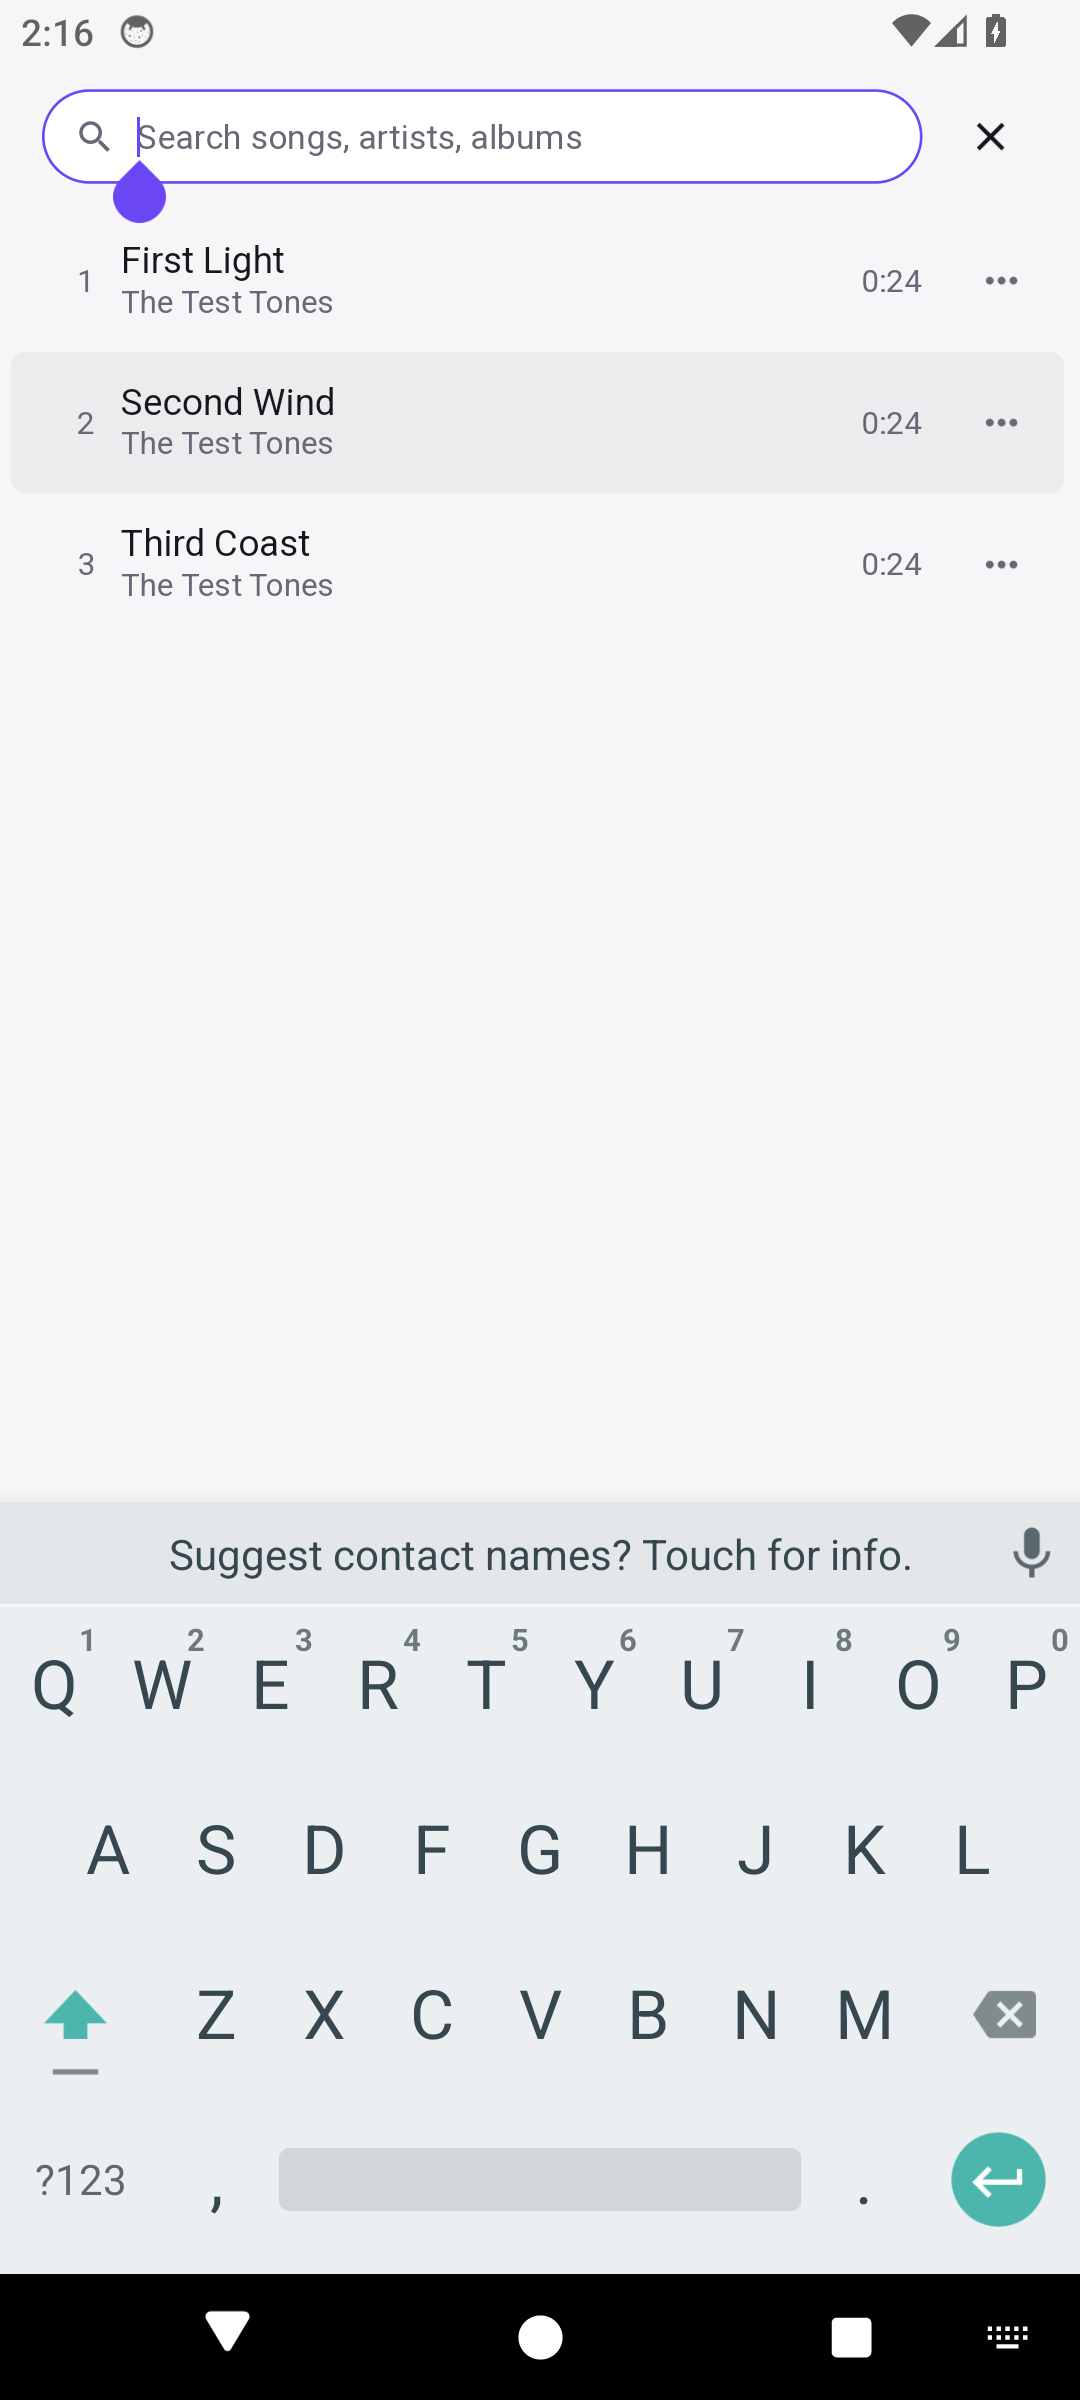 2:16
Search songs, artists, albums
1 First Light 0:24
The Test Tones
2 Second Wind 0:24
The Test Tones
3 Third Coast 0:24
The Test Tones
Suggest contact names? Touch for info.
1 2 3 4 5 6 7 8 9 0
Q W E R T Y U I O P
A S D F G H J K L
Z X C V B N M
?123 , .